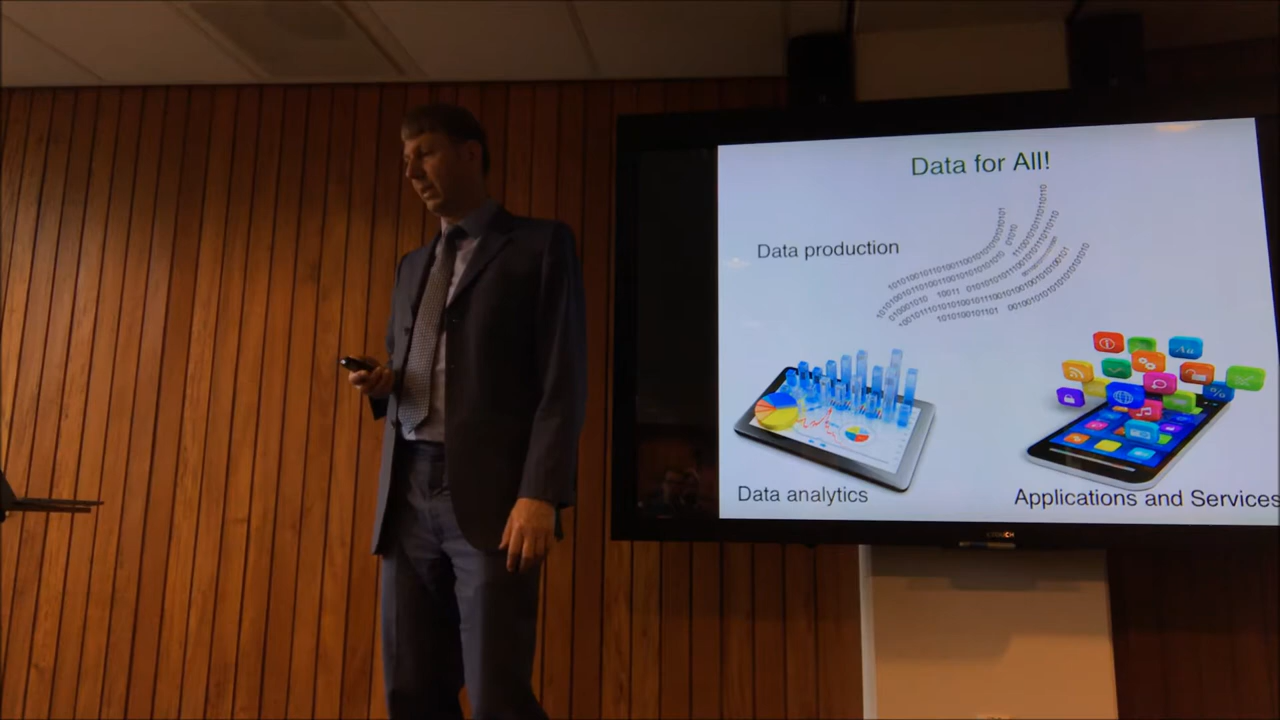 Data for All!
Data production
Data analytics
Applications and Services